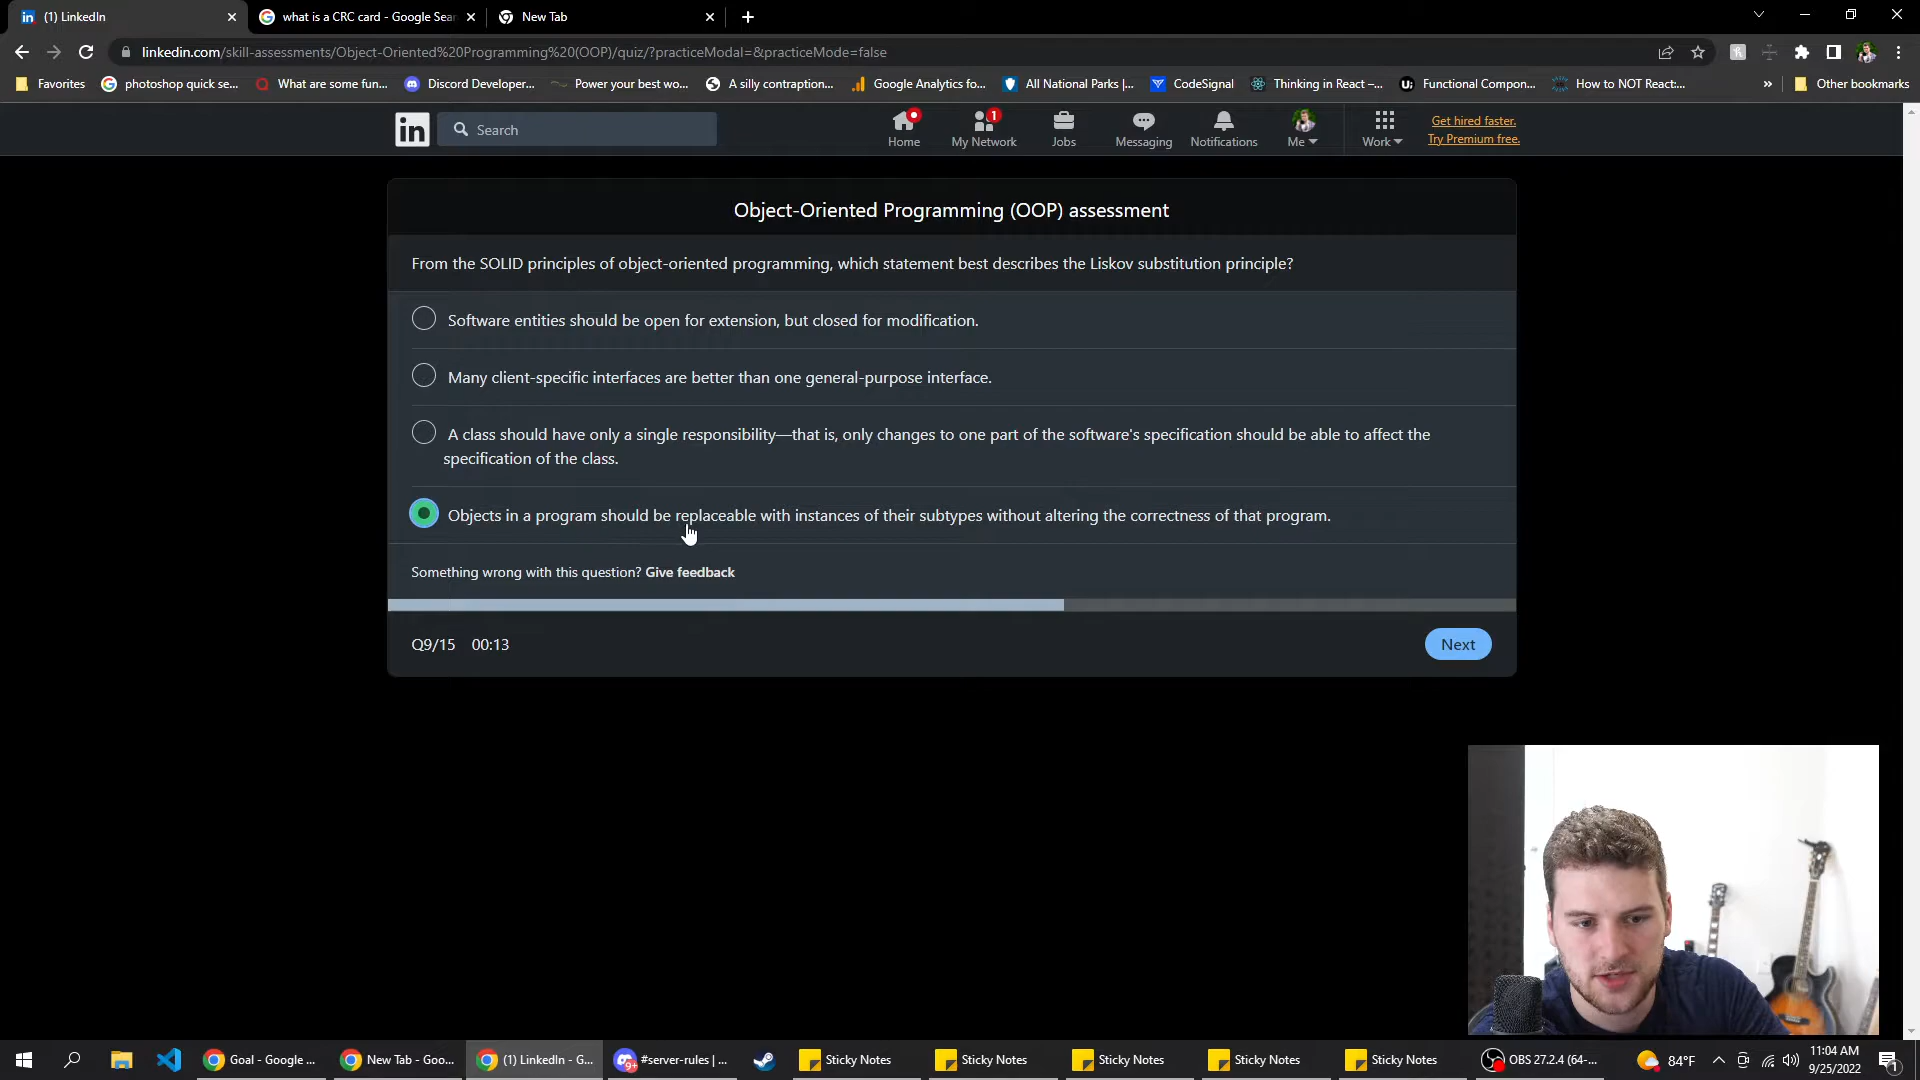 (1) LinkedIn
what is a CRC card - Google Sear
New Tab
linkedin.com/skill-assessments/Object-Oriented%20Programming%20(OOP)/quiz/?practiceModal=&practiceMode=false
Favorites
photoshop quick se...
What are some fun...
Discord Developer...
Power your best wo...
A silly contraption...
Google Analytics fo...
All National Parks |...
CodeSignal
Thinking in React –...
Functional Compon...
How to NOT React:...
»
Other bookmarks
in
Search
Home
1
My Network
Jobs
Messaging
Notifications
Me
Work
Get hired faster.
Try Premium free.
Object-Oriented Programming (OOP) assessment
From the SOLID principles of object-oriented programming, which statement best describes the Liskov substitution principle?
Software entities should be open for extension, but closed for modification.
Many client-specific interfaces are better than one general-purpose interface.
A class should have only a single responsibility—that is, only changes to one part of the software's specification should be able to affect the
specification of the class.
Objects in a program should be replaceable with instances of their subtypes without altering the correctness of that program.
Something wrong with this question? Give feedback
Q9/15 00:13
Next
Goal - Google ...
New Tab - Goo...
(1) LinkedIn - G...
9+
#server-rules | ...
Sticky Notes
Sticky Notes
Sticky Notes
Sticky Notes
Sticky Notes
OBS 27.2.4 (64-...
84°F
11:04 AM
9/25/2022
1